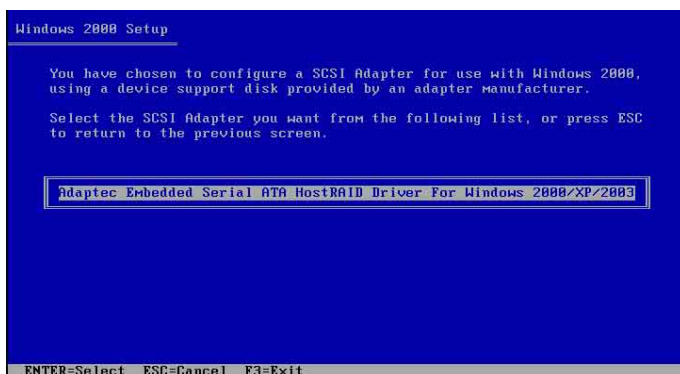 Windows 2000 Setup
You have chosen to configure a SCSI Adapter for use with Windows 2000,
using a device support disk provided by an adapter manufacturer.
Select the SCSI Adapter you want from the following list, or press ESC
to return to the previous screen.
Adaptec Embedded Serial ATA HostRAID Driver For Windows 2000/XP/2003
ENTER=Select ESC=Cancel F3=Exit